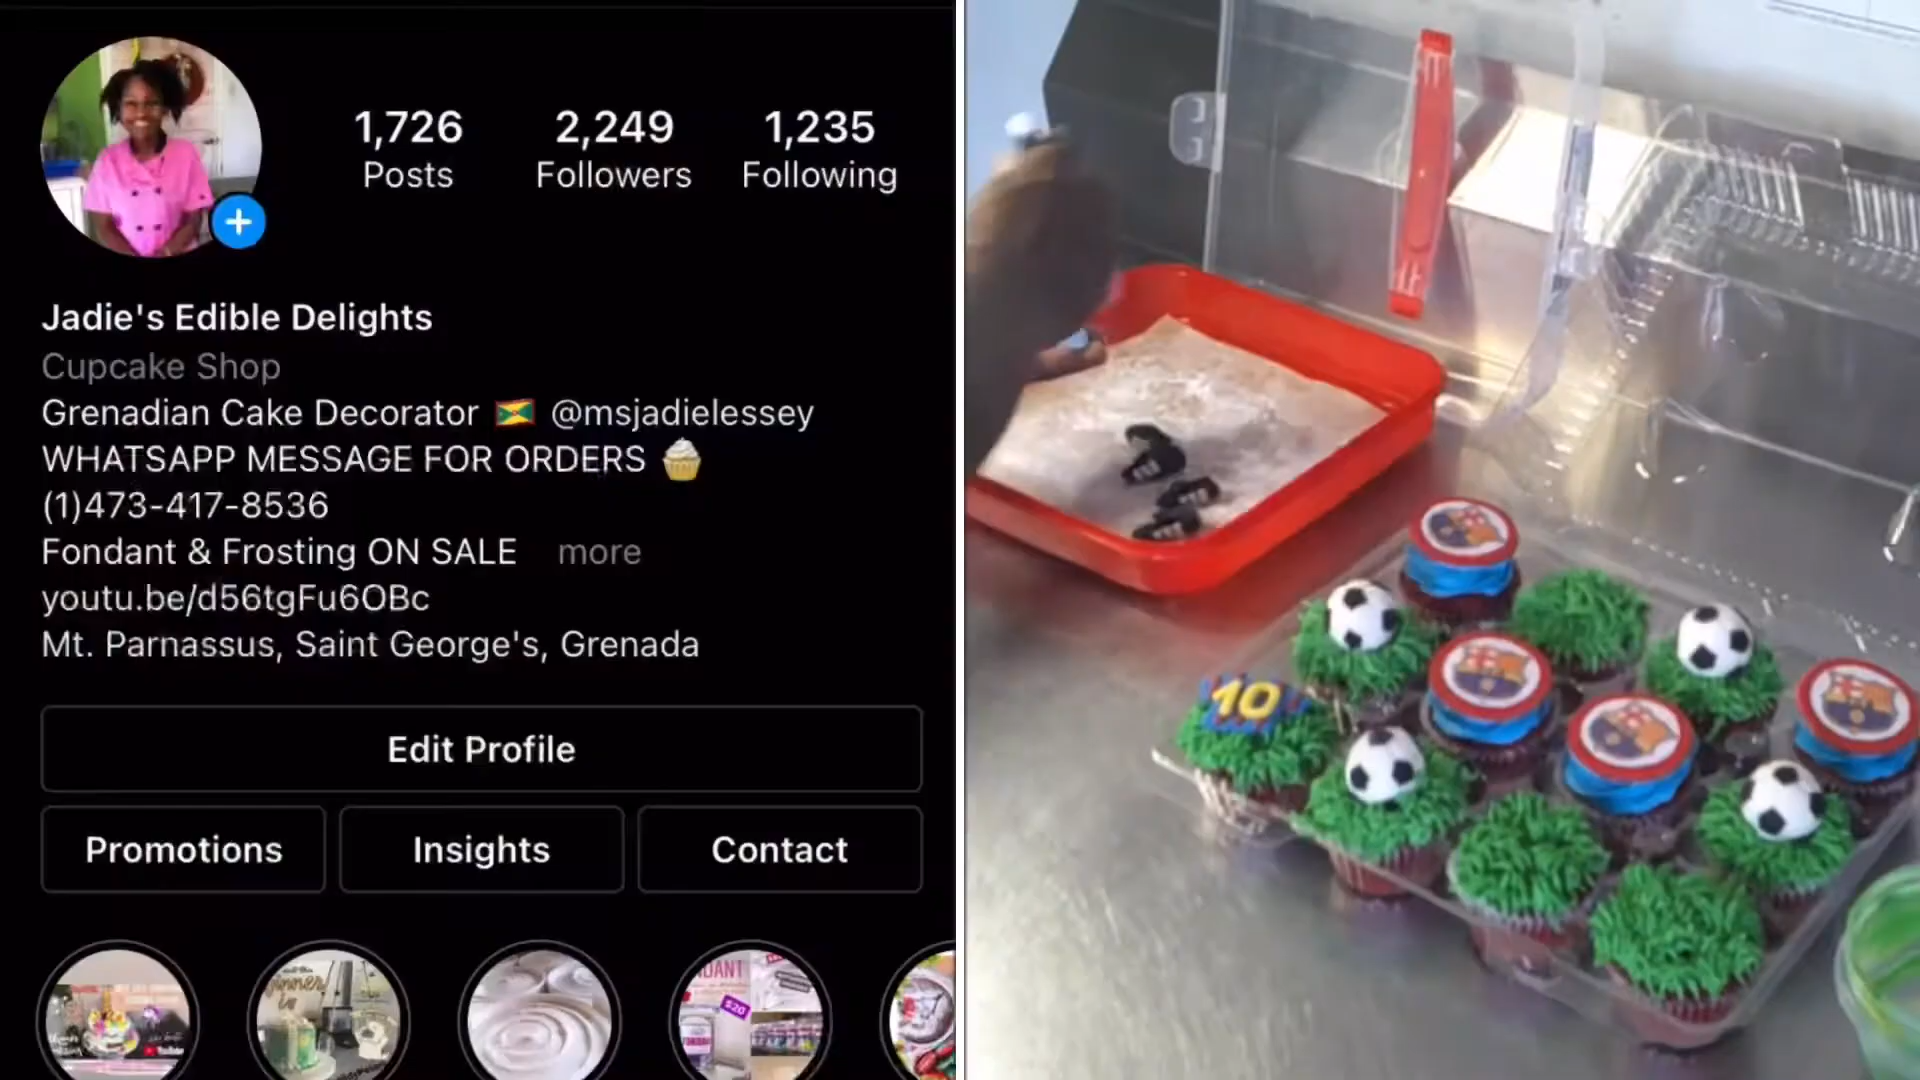 1,726
Posts
2,249
Followers
1,235
Following
Jadie's Edible Delights
Cupcake Shop
Grenadian Cake Decorator 🇬🇩 @msjadielessey
WHATSAPP MESSAGE FOR ORDERS 🧁
(1)473-417-8536
Fondant & Frosting ON SALE more
youtu.be/d56tgFu6OBc
Mt. Parnassus, Saint George's, Grenada
Edit Profile
Promotions
Insights
Contact
$20
YouTube
10